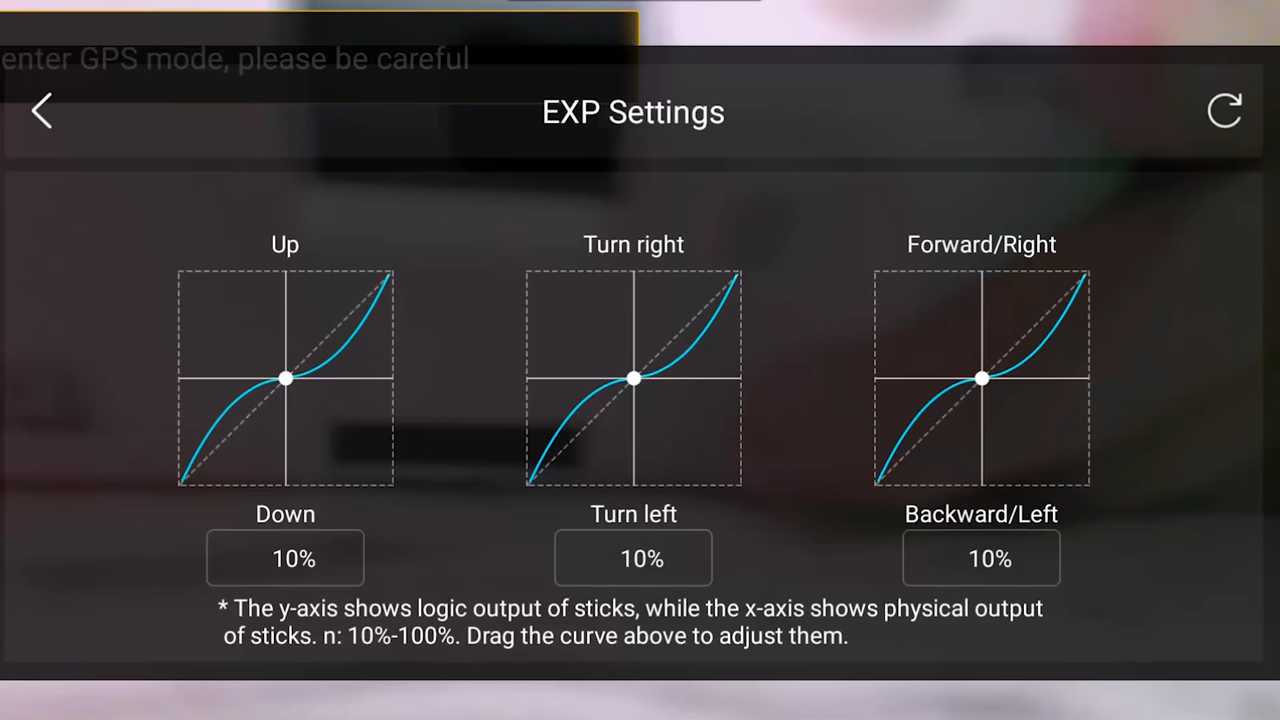 enter GPS mode, please be careful
EXP Settings
Up
Turn right
Forward/Right
Down
Turn left
Backward/Left
10%
10%
10%
* The y-axis shows logic output of sticks, while the x-axis shows physical output
of sticks. n: 10%-100%. Drag the curve above to adjust them.